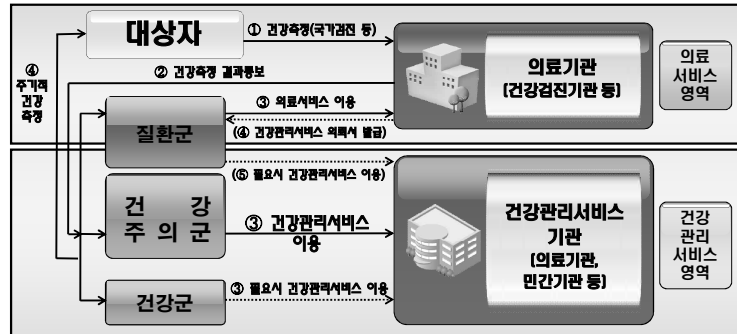 대상자
① 건강측정(국가검진 등)
② 건강측정 결과통보
④
주기적
건강
측정
③ 의료서비스 이용
(④ 건강관리서비스 의뢰서 발급)
질환군
의료기관
(건강검진기관 등)
의료
서비스
영역
(⑤ 필요시 건강관리서비스 이용)
건 강
주 의 군
③ 건강관리서비스
이용
건강관리서비스
기관
(의료기관,
민간기관 등)
건강
관리
서비스
영역
건강군
③ 필요시 건강관리서비스 이용